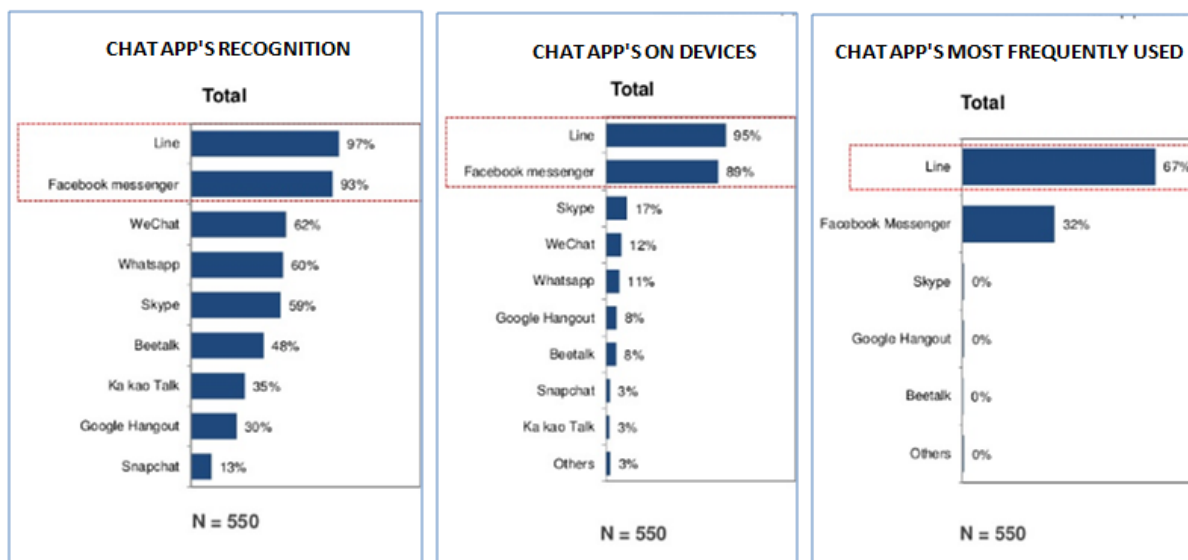 CHAT APP'S RECOGNITION
Total
Line 97%
Facebook messenger 93%
WeChat 62%
Whatsapp 60%
Skype 59%
Beetalk 48%
Ka kao Talk 35%
Google Hangout 30%
Snapchat 13%
N = 550
CHAT APP'S ON DEVICES
Total
Line 95%
Facebook messenger 89%
Skype 17%
WeChat 12%
Whatsapp 11%
Google Hangout 8%
Beetalk 8%
Snapchat 3%
Ka kao Talk 3%
Others 3%
N = 550
CHAT APP'S MOST FREQUENTLY USED
Total
Line 67%
Facebook Messenger 32%
Skype 0%
Google Hangout 0%
Beetalk 0%
Others 0%
N = 550